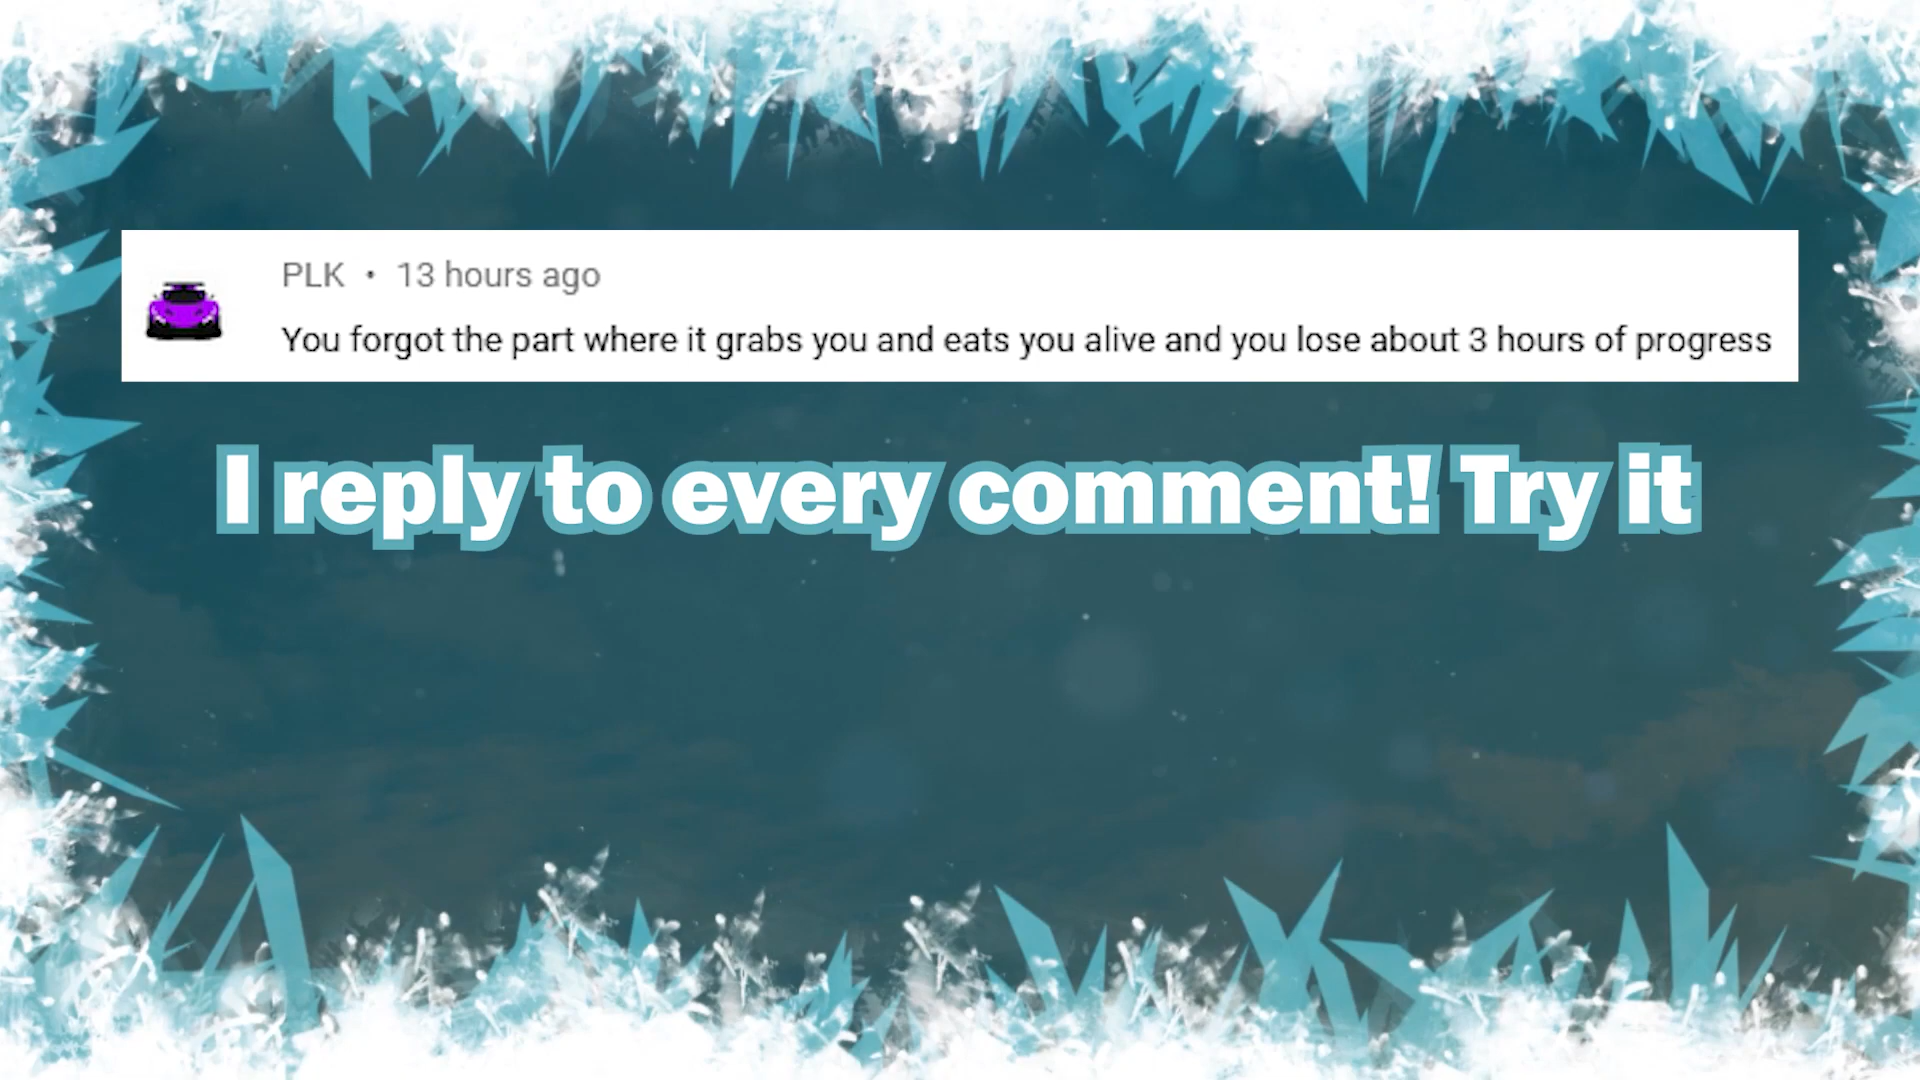 PLK • 13 hours ago
You forgot the part where it grabs you and eats you alive and you lose about 3 hours of progress
I reply to every comment! Try it